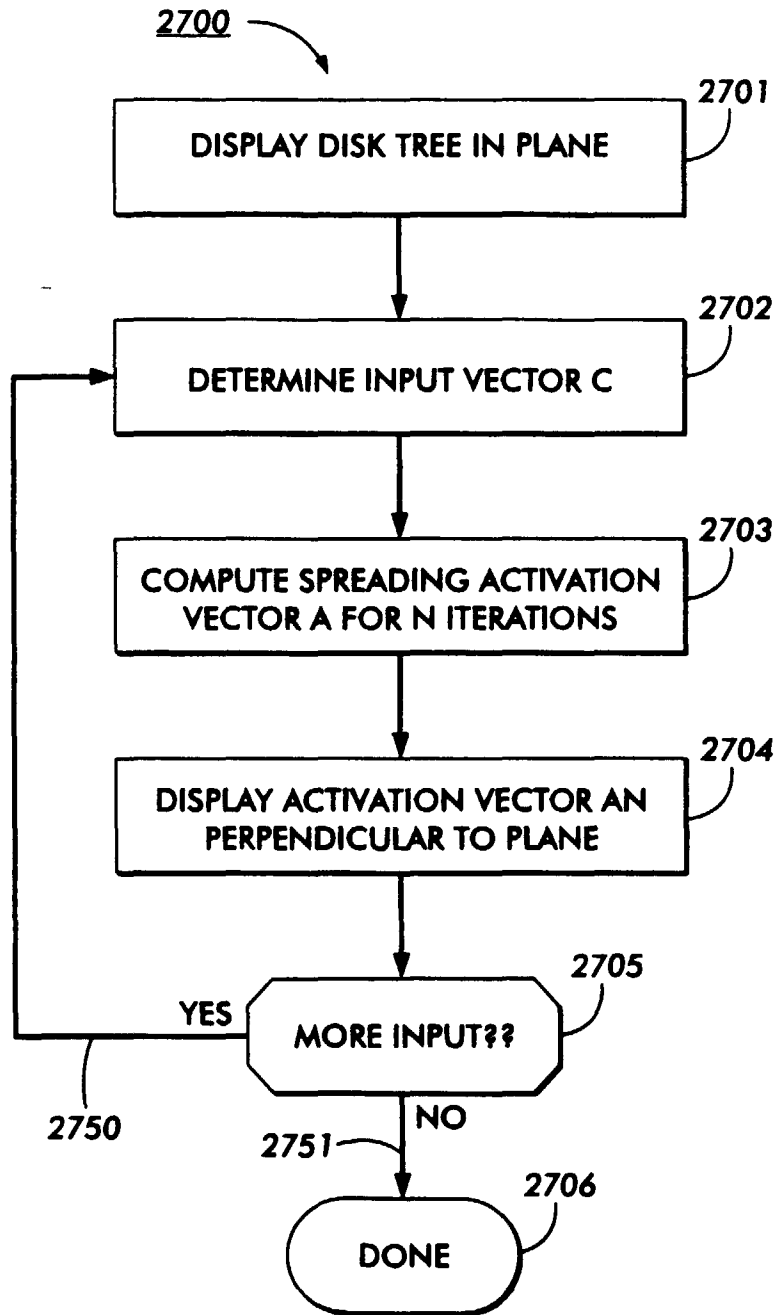 2700
2701
DISPLAY DISK TREE IN PLANE
2702
DETERMINE INPUT VECTOR C
2703
COMPUTE SPREADING ACTIVATION
VECTOR A FOR N ITERATIONS
2704
DISPLAY ACTIVATION VECTOR AN
PERPENDICULAR TO PLANE
2705
YES
MORE INPUT??
2750
NO
2751
2706
DONE